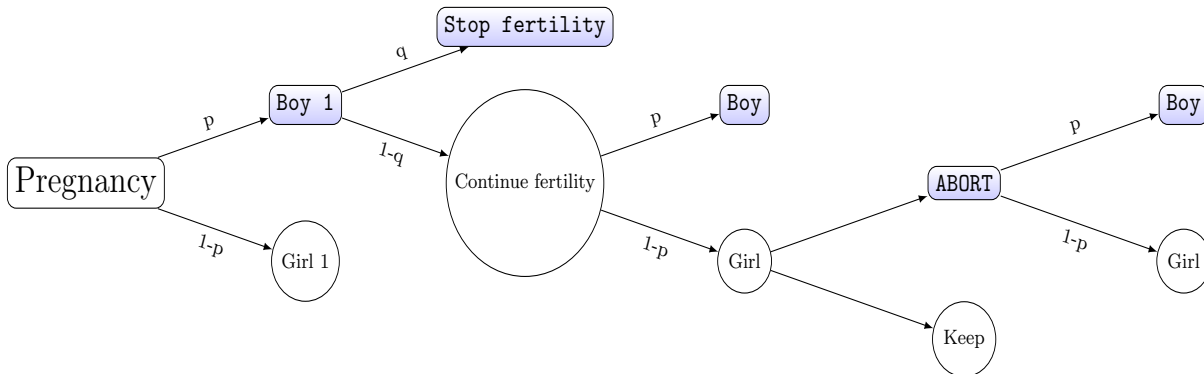 Stop fertility
q
Boy 1
Boy
Boy
p
p
p
1-q
Pregnancy
Continue fertility
ABORT
1-p
1-p
1-p
Girl 1
Girl
Girl
Keep